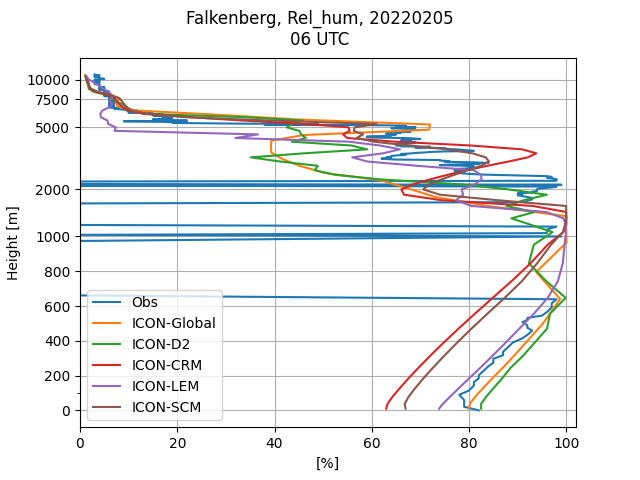 Falkenberg, Rel_hum, 20220205
06 UTC
10000
7500
5000
2000
1000
800
600
400
200
0
Height [m]
Obs
ICON-Global
ICON-D2
ICON-CRM
ICON-LEM
ICON-SCM
0 20 40 60 80 100
[%]